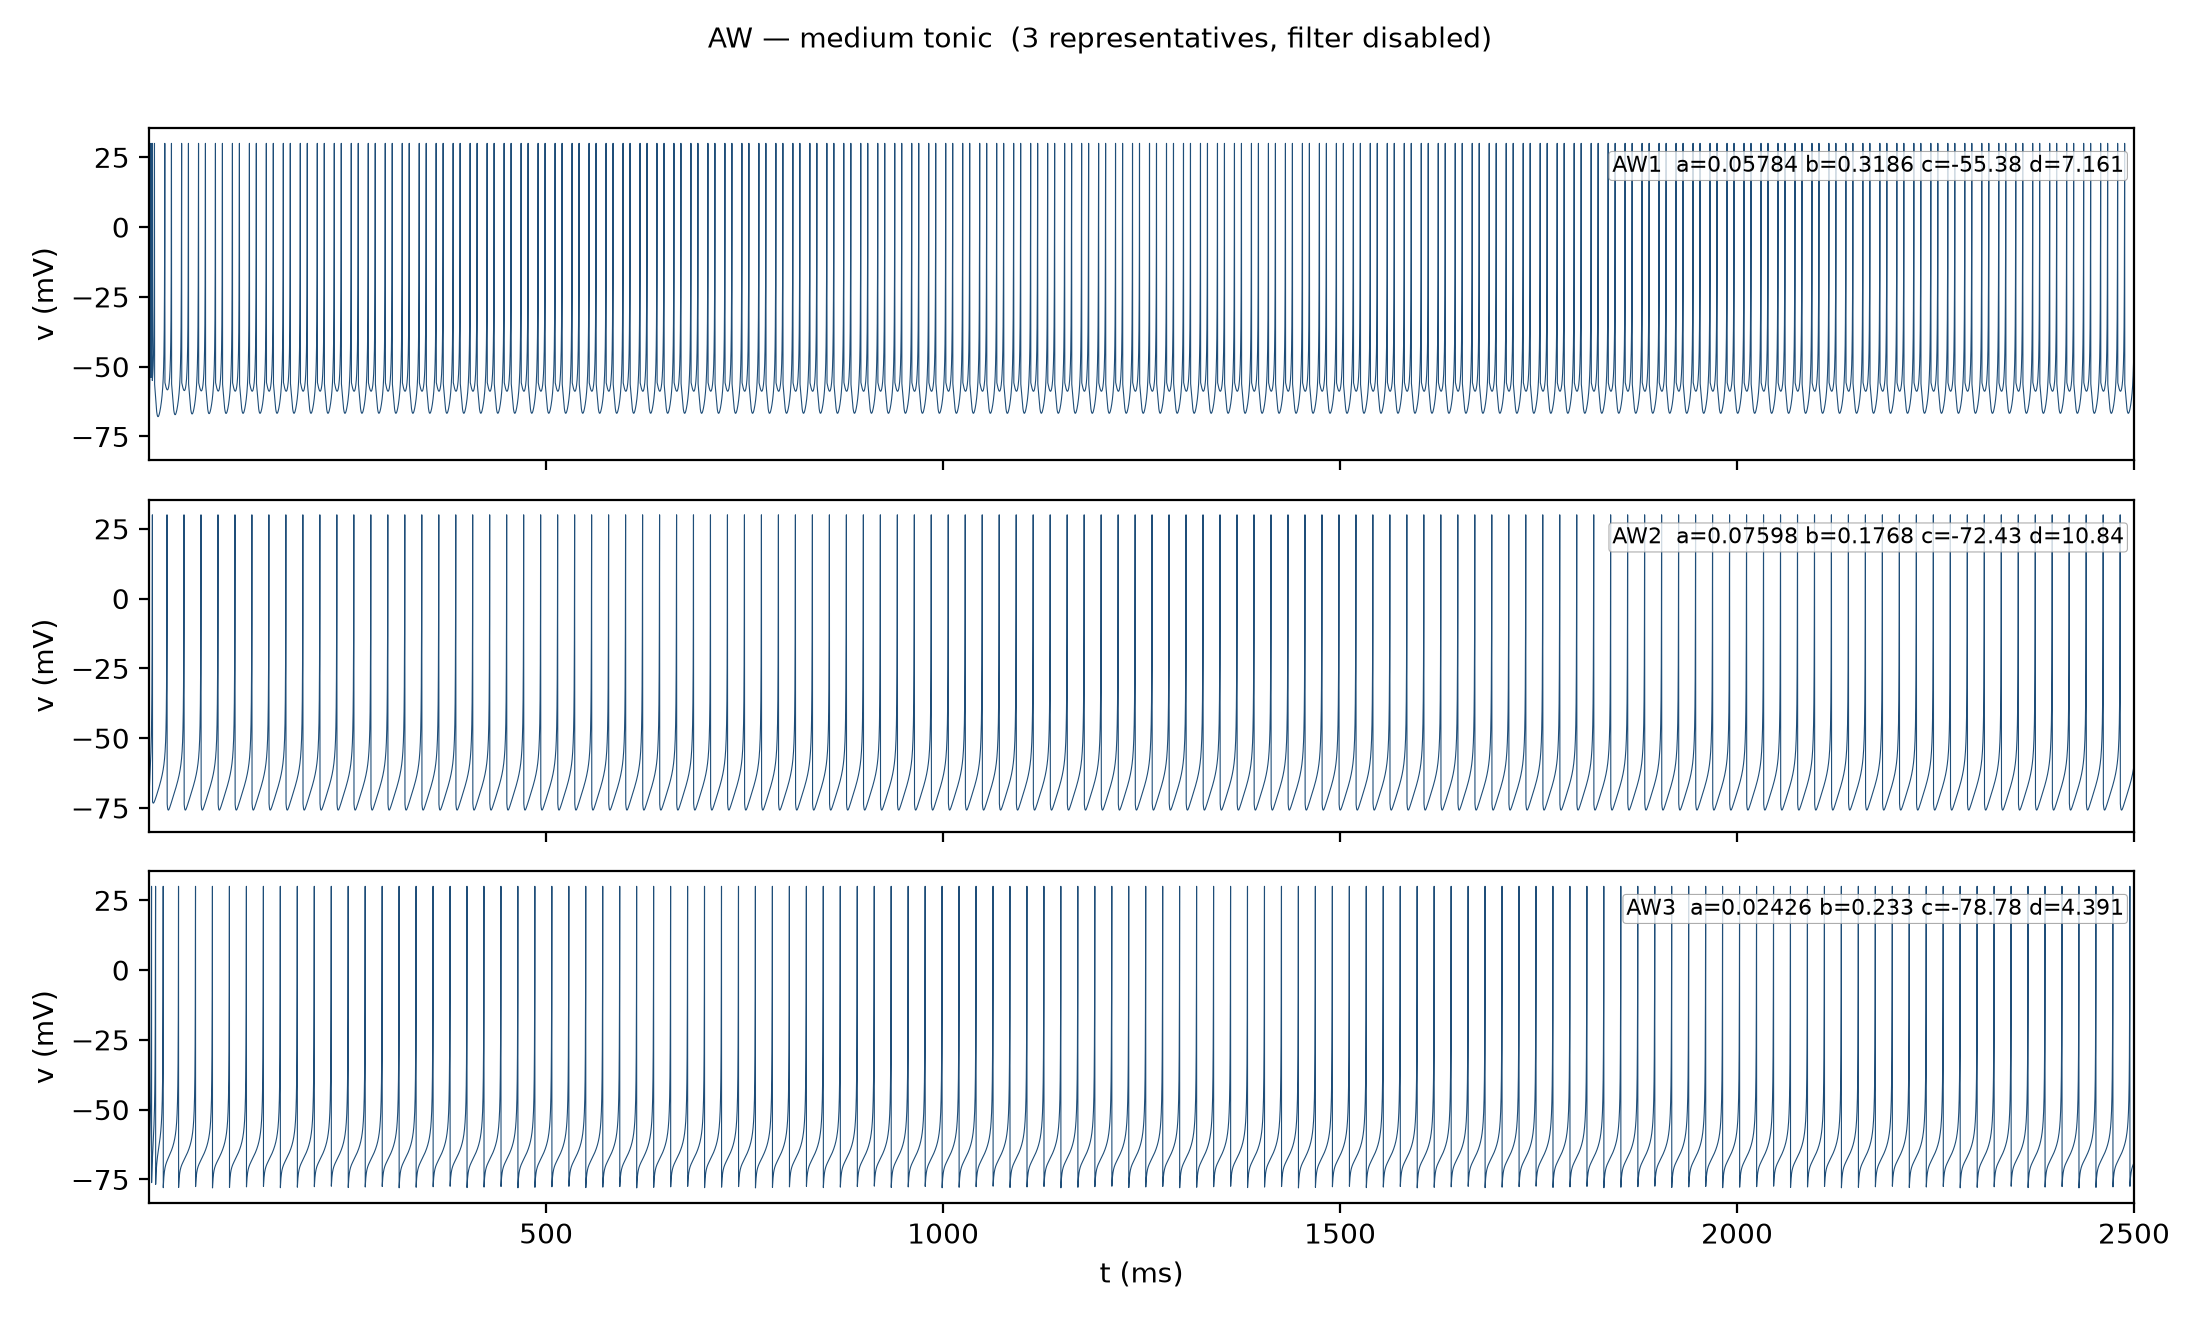 AW — medium tonic  (3 representatives, filter disabled)
25
0
−25
−50
−75
v (mV)
AW1  a=0.05784 b=0.3186 c=-55.38 d=7.161
25
0
−25
−50
−75
v (mV)
AW2  a=0.07598 b=0.1768 c=-72.43 d=10.84
25
0
−25
−50
−75
v (mV)
AW3  a=0.02426 b=0.233 c=-78.78 d=4.391
500 1000 1500 2000 2500
t (ms)